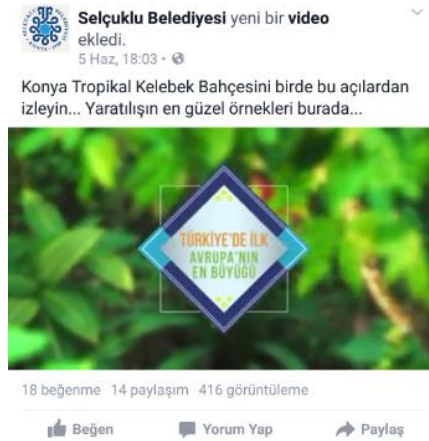 Selçuklu Belediyesi yeni bir video
ekledi.
5 Haz, 18:03 •
Konya Tropikal Kelebek Bahçesini birde bu açılardan
izleyin... Yaratılışın en güzel örnekleri burada...
TÜRKİYE'DE İLK
AVRUPA'NIN
EN BÜYÜĞÜ
18 beğenme 14 paylaşım 416 görüntüleme
Beğen Yorum Yap Paylaş